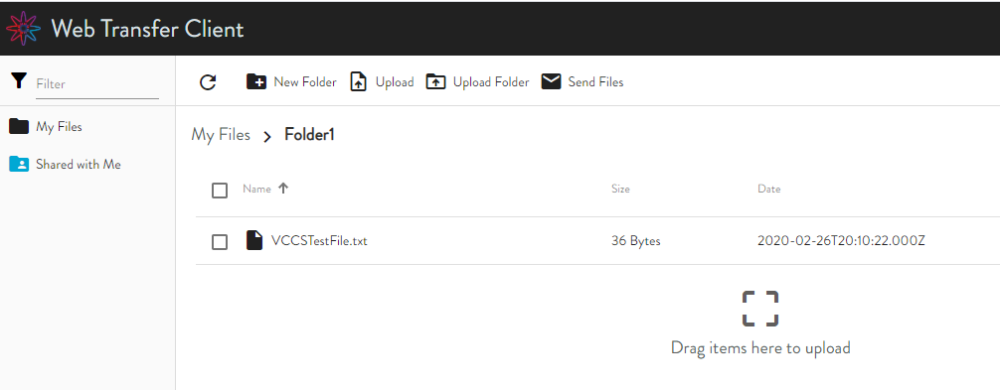 Web Transfer Client
Filter
New Folder
Upload
Upload Folder
Send Files
My Files
Shared with Me
My Files > Folder1
Name
Size
Date
VCCSTestFile.txt
36 Bytes
2020-02-26T20:10:22.000Z
Drag items here to upload